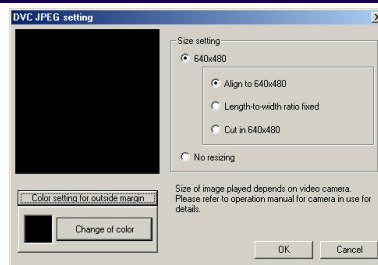 DVC JPEG setting
Size setting
640x480
Align to 640x480
Length-to-width ratio fixed
Cut in 640x480
No resizing
Color setting for outside margin
Change of color
Size of image played depends on video camera.
Please refer to operation manual for camera in use for
details.
OK
Cancel